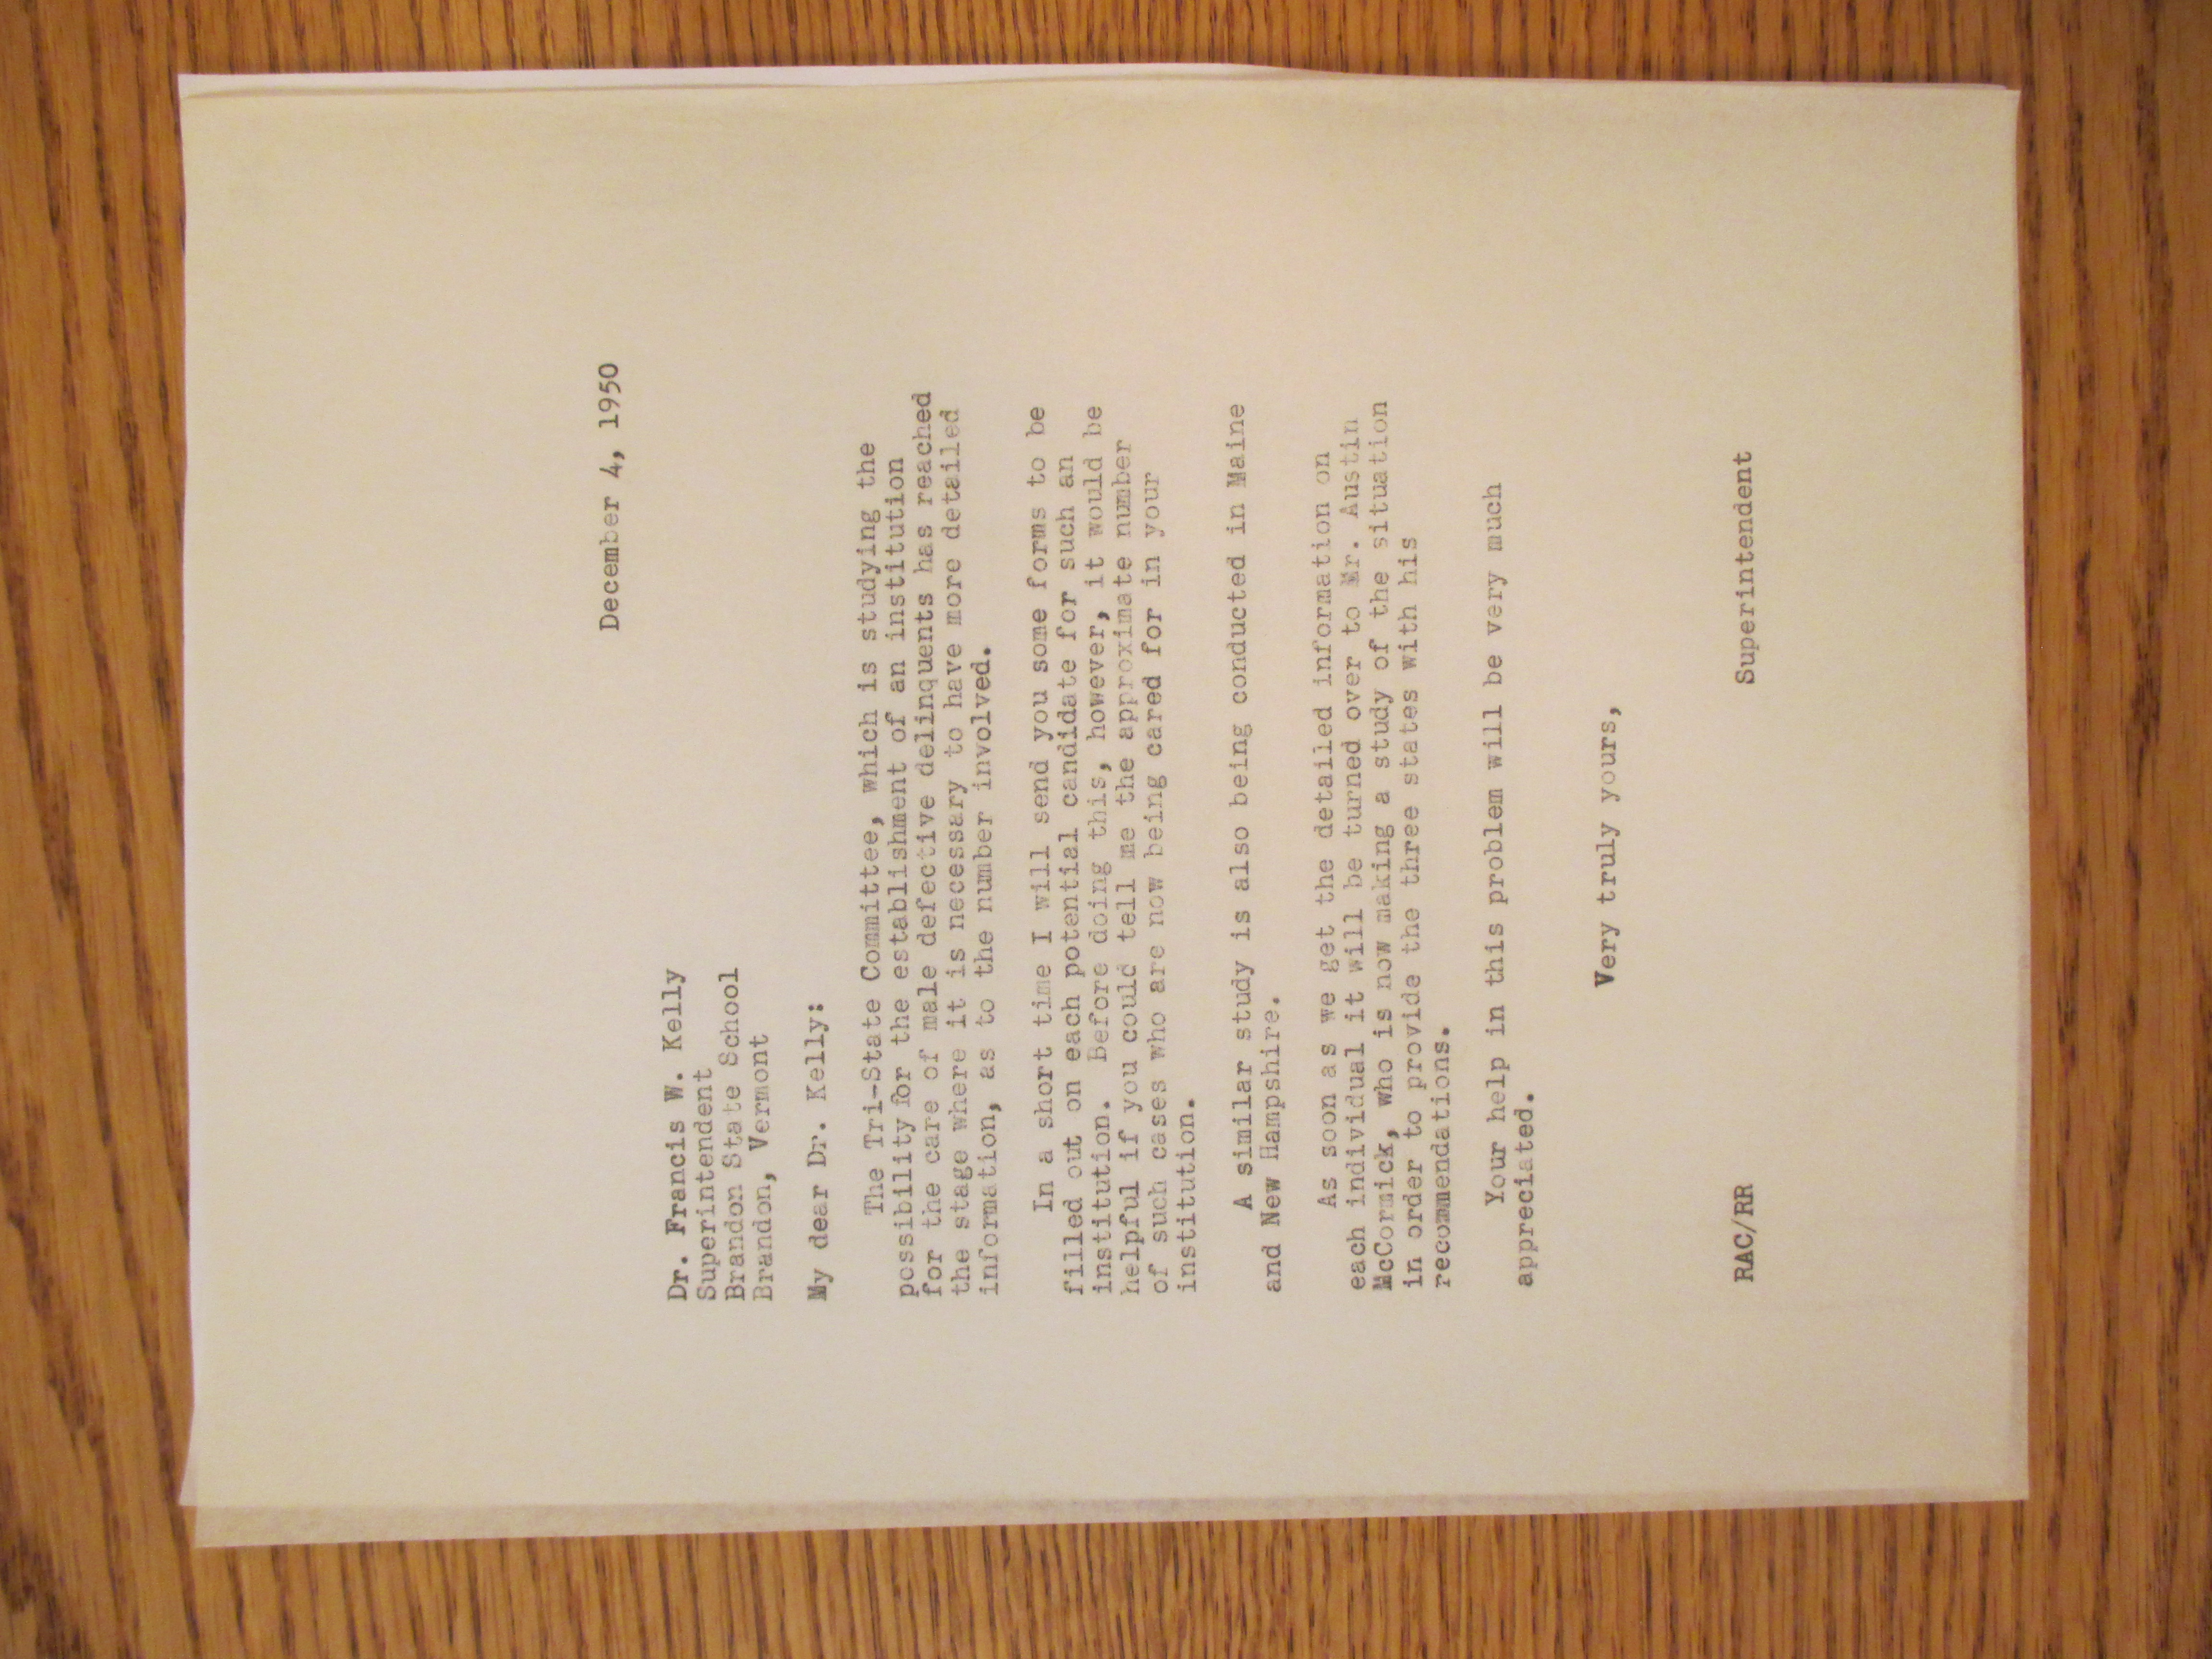 December 4, 1950
Dr. Francis W. Kelly
Superintendent
Brandon State School
Brandon, Vermont
My dear Dr. Kelly:
The Tri-State Committee, which is studying the
possibility for the establishment of an institution
for the care of male defective delinquents has reached
the stage where it is necessary to have more detailed
information, as to the number involved.
In a short time I will send you some forms to be
filled out on each potential candidate for such an
institution. Before doing this, however, it would be
helpful if you could tell me the approximate number
of such cases who are now being cared for in your
institution.
A similar study is also being conducted in Maine
and New Hampshire.
As soon as we get the detailed information on
each individual it will be turned over to Mr. Austin
McCormick, who is now making a study of the situation
in order to provide the three states with his
recommendations.
Your help in this problem will be very much
appreciated.
Very truly yours,
Superintendent
RAC/RR